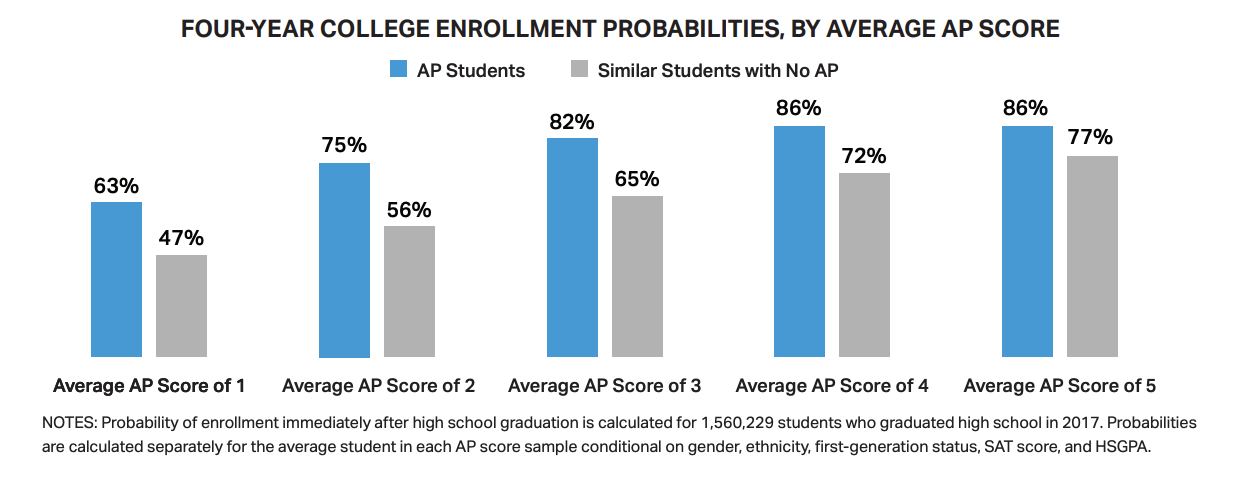 FOUR-YEAR COLLEGE ENROLLMENT PROBABILITIES, BY AVERAGE AP SCORE
AP Students
Similar Students with No AP
63%
47%
75%
56%
82%
65%
86%
72%
86%
77%
Average AP Score of 1
Average AP Score of 2
Average AP Score of 3
Average AP Score of 4
Average AP Score of 5
NOTES: Probability of enrollment immediately after high school graduation is calculated for 1,560,229 students who graduated high school in 2017. Probabilities
are calculated separately for the average student in each AP score sample conditional on gender, ethnicity, first-generation status, SAT score, and HSGPA.